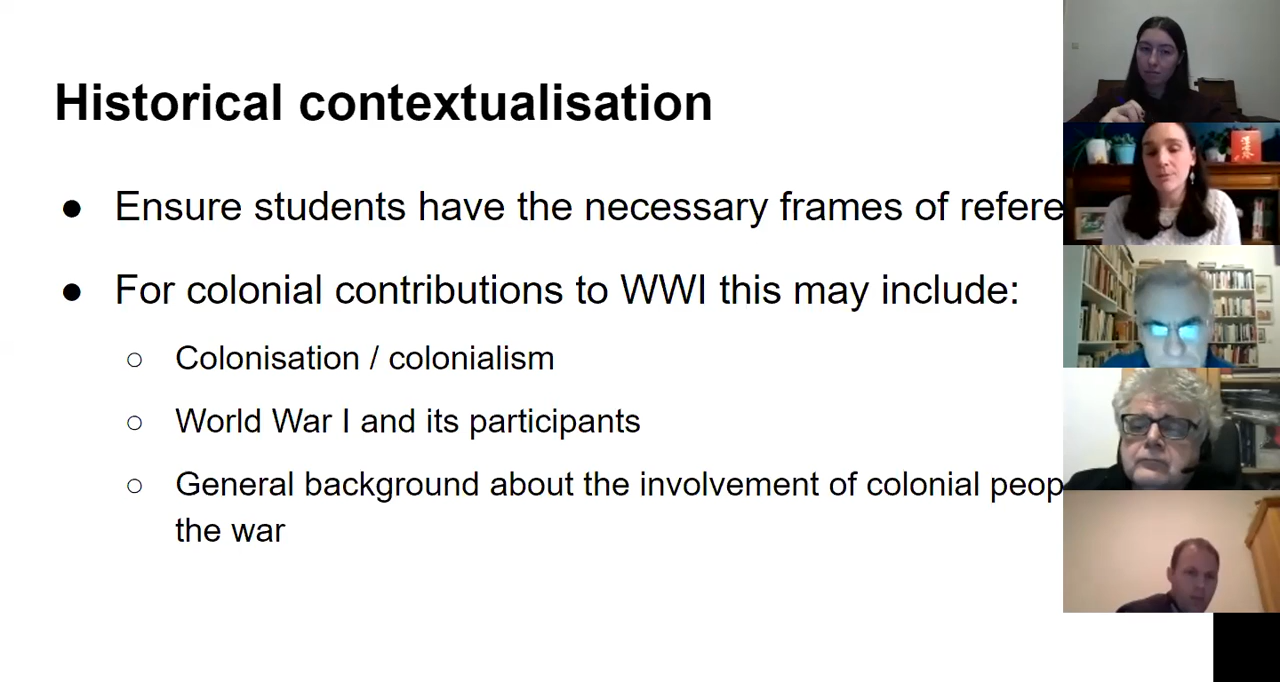 Historical contextualisation
● Ensure students have the necessary frames of refere
● For colonial contributions to WWI this may include:
○ Colonisation / colonialism
○ World War I and its participants
○ General background about the involvement of colonial peop
the war